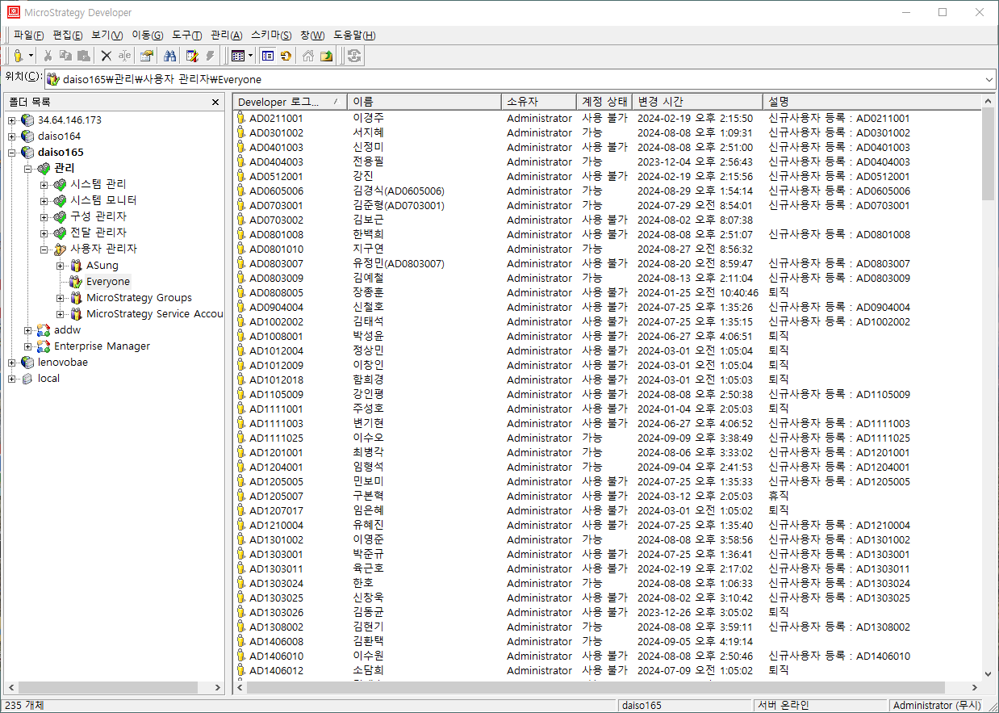 MicroStrategy Developer
파일(F) 편집(E) 보기(V) 이동(G) 도구(T) 관리(A) 스키마(S) 창(W) 도움말(H)
위치(C): daiso165₩관리₩사용자 관리자₩Everyone
폴더 목록
34.64.146.173
daiso164
daiso165
관리
시스템 관리
시스템 모니터
구성 관리자
전달 관리자
사용자 관리자
ASung
Everyone
MicroStrategy Groups
MicroStrategy Service Accou
addw
Enterprise Manager
lenovobae
local
Developer 로그... 이름 소유자 계정 상태 변경 시간 설명
AD0211001 이경주 Administrator 사용 불가 2024-02-19 오후 2:15:50 신규사용자 등록 : AD0211001
AD0301002 서지혜 Administrator 가능 2024-08-08 오후 1:09:31 신규사용자 등록 : AD0301002
AD0401003 신정미 Administrator 사용 불가 2024-08-08 오후 2:51:00 신규사용자 등록 : AD0401003
AD0404003 전용필 Administrator 가능 2023-12-04 오후 2:56:43 신규사용자 등록 : AD0404003
AD0512001 강진 Administrator 사용 불가 2024-02-19 오후 2:15:56 신규사용자 등록 : AD0512001
AD0605006 김경식(AD0605006) Administrator 가능 2024-08-29 오후 1:54:14 신규사용자 등록 : AD0605006
AD0703001 김준형(AD0703001) Administrator 가능 2024-07-29 오전 8:54:01 신규사용자 등록 : AD0703001
AD0703002 김보근 Administrator 사용 불가 2024-08-02 오후 8:07:38
AD0801008 한백희 Administrator 사용 불가 2024-08-08 오후 2:51:07 신규사용자 등록 : AD0801008
AD0801010 지구연 Administrator 가능 2024-08-27 오전 8:56:32
AD0803007 유정민(AD0803007) Administrator 사용 불가 2024-08-20 오전 8:59:47 신규사용자 등록 : AD0803007
AD0803009 김예철 Administrator 가능 2024-08-13 오후 2:11:04 신규사용자 등록 : AD0803009
AD0808005 장종훈 Administrator 사용 불가 2024-01-25 오전 10:40:46 퇴직
AD0904004 신철호 Administrator 사용 불가 2024-07-25 오후 1:35:26 신규사용자 등록 : AD0904004
AD1002002 김태석 Administrator 사용 불가 2024-07-25 오후 1:35:15 신규사용자 등록 : AD1002002
AD1008001 박성윤 Administrator 사용 불가 2024-06-27 오후 4:06:51 퇴직
AD1012004 정상민 Administrator 사용 불가 2024-03-01 오전 1:05:04 퇴직
AD1012009 이창인 Administrator 사용 불가 2024-03-01 오전 1:05:04 퇴직
AD1012018 함희경 Administrator 사용 불가 2024-03-01 오전 1:05:03 퇴직
AD1105009 강인평 Administrator 사용 불가 2024-08-08 오후 2:50:38 신규사용자 등록 : AD1105009
AD1111001 주성호 Administrator 사용 불가 2024-01-04 오후 2:05:03 퇴직
AD1111003 변기현 Administrator 사용 불가 2024-06-27 오후 4:06:52 신규사용자 등록 : AD1111003
AD1111025 이수오 Administrator 가능 2024-09-09 오후 3:38:49 신규사용자 등록 : AD1111025
AD1201001 최병각 Administrator 가능 2024-08-06 오후 3:33:02 신규사용자 등록 : AD1201001
AD1204001 임형석 Administrator 가능 2024-09-04 오후 2:41:53 신규사용자 등록 : AD1204001
AD1205005 민보미 Administrator 사용 불가 2024-07-25 오후 1:35:33 신규사용자 등록 : AD1205005
AD1205007 구본혁 Administrator 사용 불가 2024-03-12 오후 2:05:03 휴직
AD1207017 임은혜 Administrator 사용 불가 2024-03-01 오전 1:05:02 퇴직
AD1210004 유혜진 Administrator 사용 불가 2024-07-25 오후 1:35:40 신규사용자 등록 : AD1210004
AD1301002 이영준 Administrator 가능 2024-08-08 오후 3:58:56 신규사용자 등록 : AD1301002
AD1303001 박준규 Administrator 사용 불가 2024-07-25 오후 1:36:41 신규사용자 등록 : AD1303001
AD1303011 육근호 Administrator 사용 불가 2024-02-19 오후 2:17:02 신규사용자 등록 : AD1303011
AD1303024 한호 Administrator 가능 2024-08-08 오후 1:06:33 신규사용자 등록 : AD1303024
AD1303025 신창욱 Administrator 사용 불가 2024-08-02 오후 3:10:42 신규사용자 등록 : AD1303025
AD1303026 김동균 Administrator 사용 불가 2023-12-26 오후 3:05:02 퇴직
AD1308002 김현기 Administrator 가능 2024-08-08 오후 3:59:11 신규사용자 등록 : AD1308002
AD1406008 김환택 Administrator 가능 2024-09-05 오후 4:19:14
AD1406010 이수원 Administrator 사용 불가 2024-08-08 오후 2:50:46 신규사용자 등록 : AD1406010
AD1406012 소담희 Administrator 사용 불가 2024-07-09 오전 1:05:02 퇴직
235 개체 daiso165 서버 온라인 Administrator (무시)